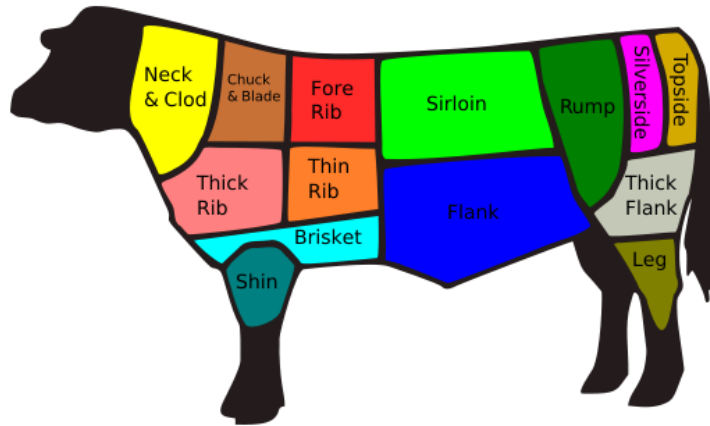 Neck
& Clod
Chuck
& Blade
Fore
Rib
Sirloin
Rump
Silverside
Topside
Thick
Rib
Thin
Rib
Brisket
Flank
Thick
Flank
Shin
Leg